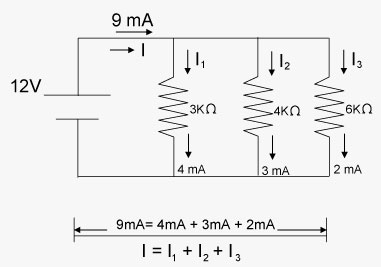 9 mA
I
I₁
I₂
I₃
12V
3KΩ
4KΩ
6KΩ
4 mA
3 mA
2 mA
9mA= 4mA + 3mA + 2mA
I = I₁ + I₂ + I₃